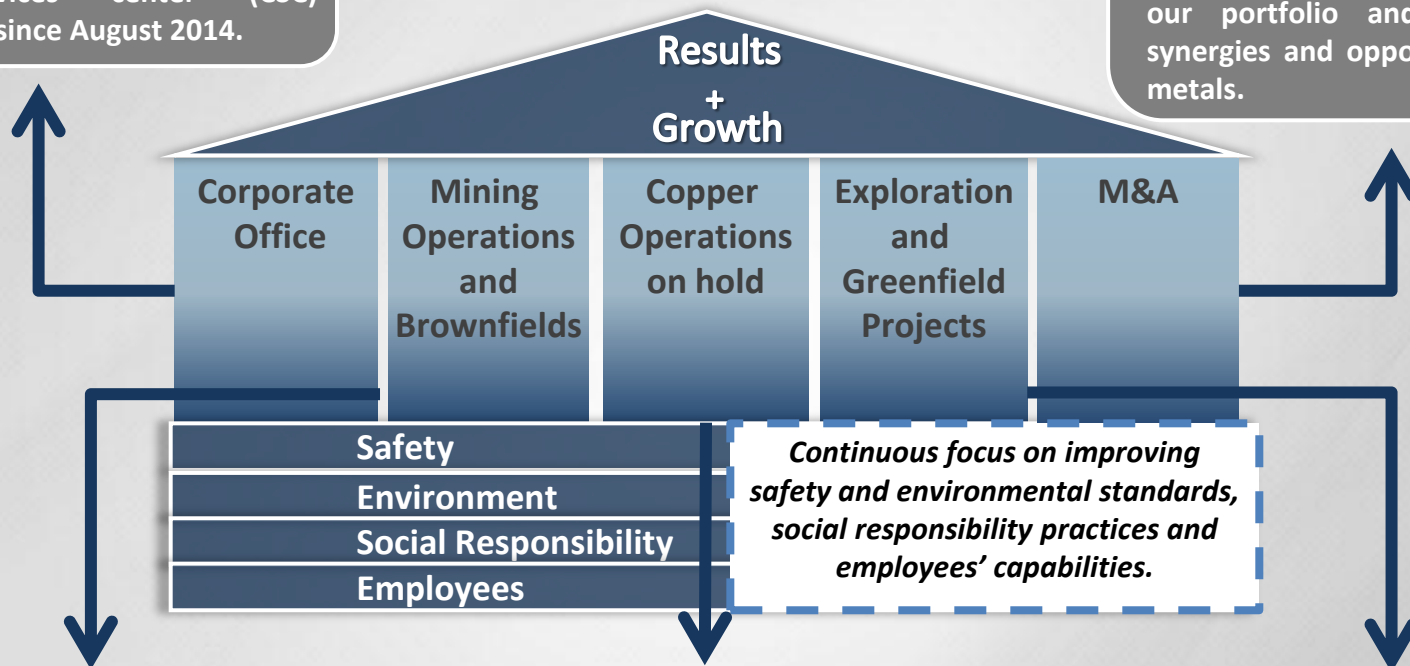 center (CSC)
since August 2014.
our portfolio and
synergies and
metals.
Results
+
Growth
Corporate
Office
Mining
Operations
and
Brownfields
Copper
Operations
on hold
Exploration
and
Greenfield
Projects
M&A
Safety
Environment
Social Responsibility
Employees
Continuous focus on improving
safety and environmental standards,
social responsibility practices and
employees’ capabilities.